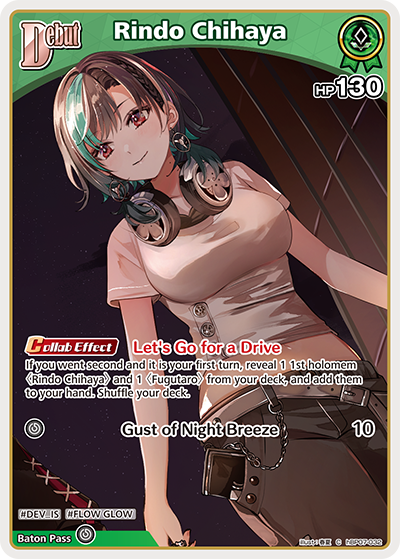 Debut
Rindo Chihaya
HP130
Collab Effect Let's Go for a Drive
If you went second and it is your first turn, reveal 1 1st holomem
〈Rindo Chihaya〉 and 1 〈Fugutaro〉 from your deck, and add them
to your hand. Shuffle your deck.
Gust of Night Breeze 10
#DEV_IS #FLOW GLOW
Baton Pass
C hBP07-032